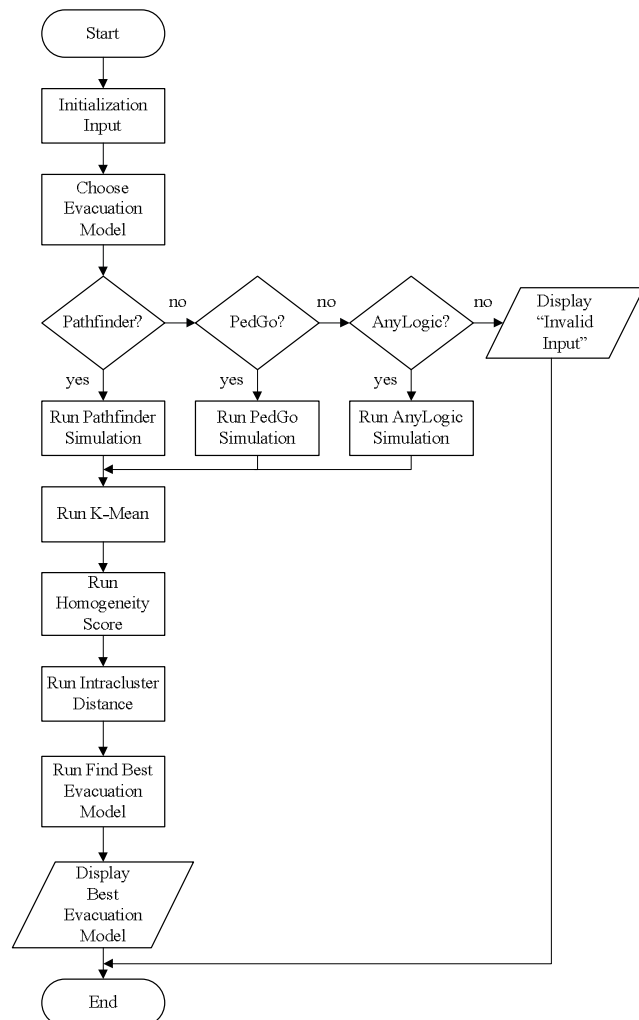 Start
Initialization
Input
Choose
Evacuation
Model
Pathfinder?
no
PedGo?
no
AnyLogic?
no
Display
“Invalid
Input”
yes
yes
yes
Run Pathfinder
Simulation
Run PedGo
Simulation
Run AnyLogic
Simulation
Run K-Mean
Run
Homogeneity
Score
Run Intracluster
Distance
Run Find Best
Evacuation
Model
Display
Best
Evacuation
Model
End